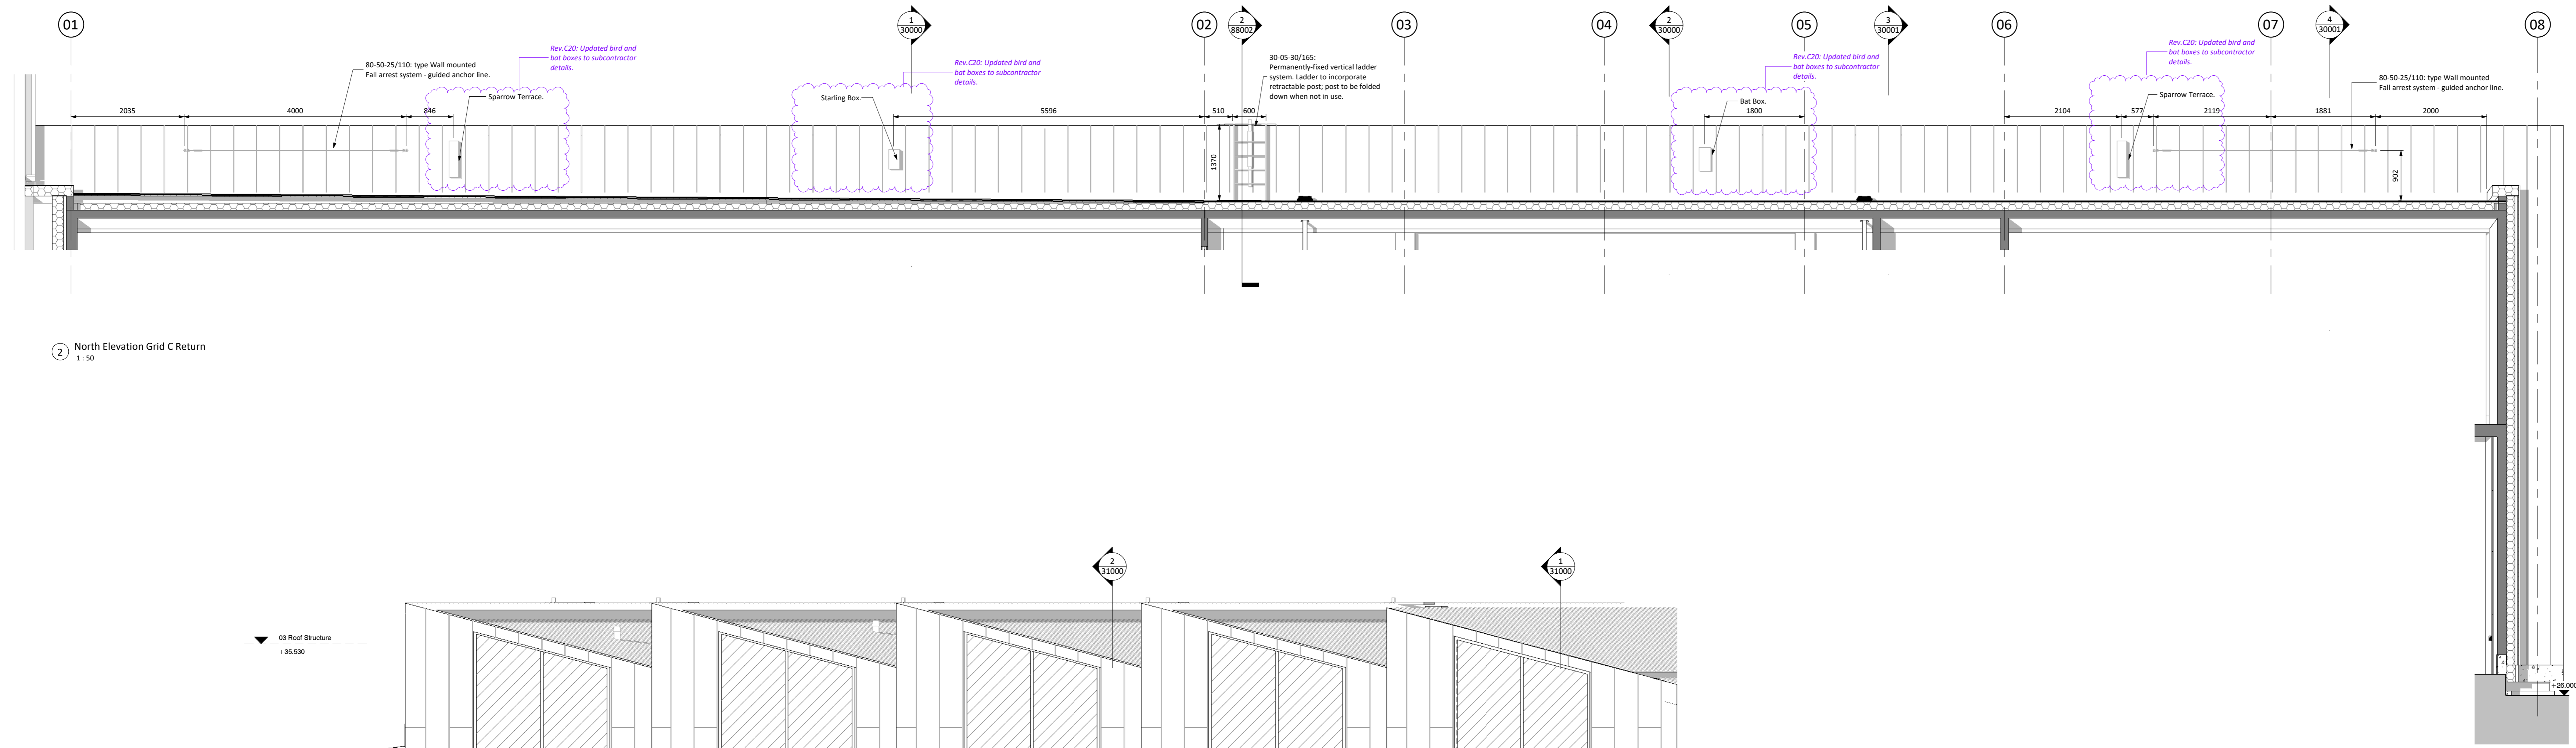 01
1
30000
02
2
88002
03
04
2
30000
05
3
30001
06
07
4
30001
08
80-50-25/110: type Wall mounted
Fall arrest system - guided anchor line.
Rev.C20: Updated bird and
bat boxes to subcontractor
details.
Sparrow Terrace.
Rev.C20: Updated bird and
bat boxes to subcontractor
details.
Starling Box.
30-05-30/165:
Permanently-fixed vertical ladder
system. Ladder to incorporate
retractable post; post to be folded
down when not in use.
Rev.C20: Updated bird and
bat boxes to subcontractor
details.
Bat Box.
Rev.C20: Updated bird and
bat boxes to subcontractor
details.
Sparrow Terrace.
80-50-25/110: type Wall mounted
Fall arrest system - guided anchor line.
2035
4000
846
5596
510
600
1800
2104
577
2119
1881
2000
1370
902
2
North Elevation Grid C Return
1 : 50
2
31000
1
31000
03 Roof Structure
+35.530
+26.000